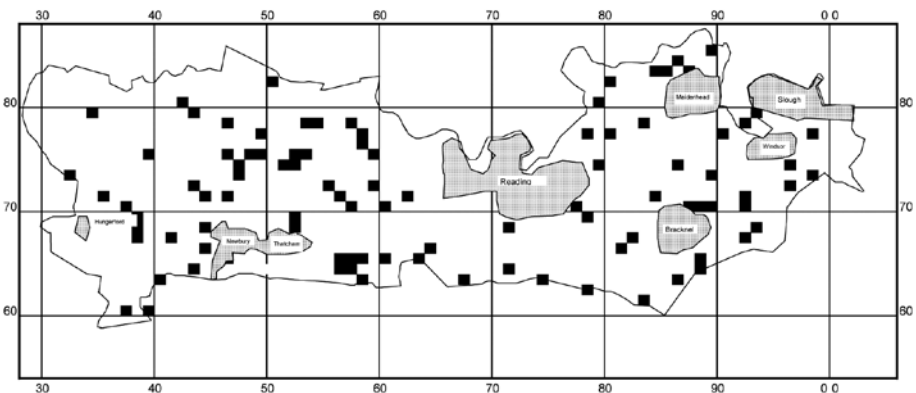 30 40 50 60 70 80 90 0 0
Maidenhead
80 Slough 80
Windsor
Reading
70 70
Hungerford
Bracknell
Newbury Thatcham
60 60
30 40 50 60 70 80 90 0 0